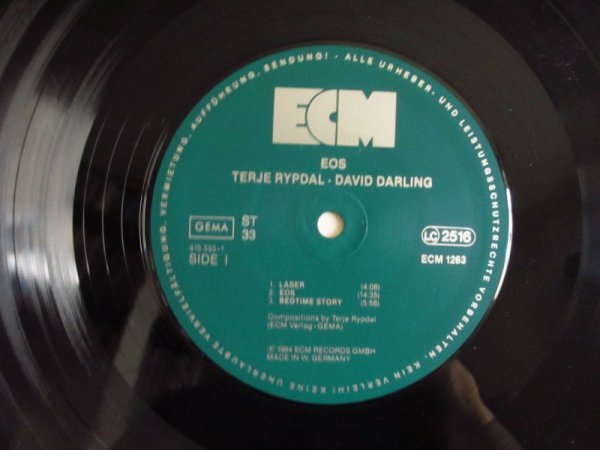 KEINE UNERLAUBTE VERVIELFÄLTIGUNG, VERMIETUNG, AUFFÜHRUNG, SENDUNG! · ALLE URHEBER- UND LEISTUNGSSCHUTZRECHTE VORBEHALTEN · KEIN VERLEIH!
ECM
EOS
TERJE RYPDAL · DAVID DARLING
GEMA
ST
33
LC 2516
815 333-1
SIDE I
ECM 1263
1. LASER (4:08)
2. EOS (14:35)
3. BEDTIME STORY (5:58)
Compositions by Terje Rypdal
(ECM Verlag-GEMA)
℗ 1984 ECM RECORDS GMBH
MADE IN W. GERMANY